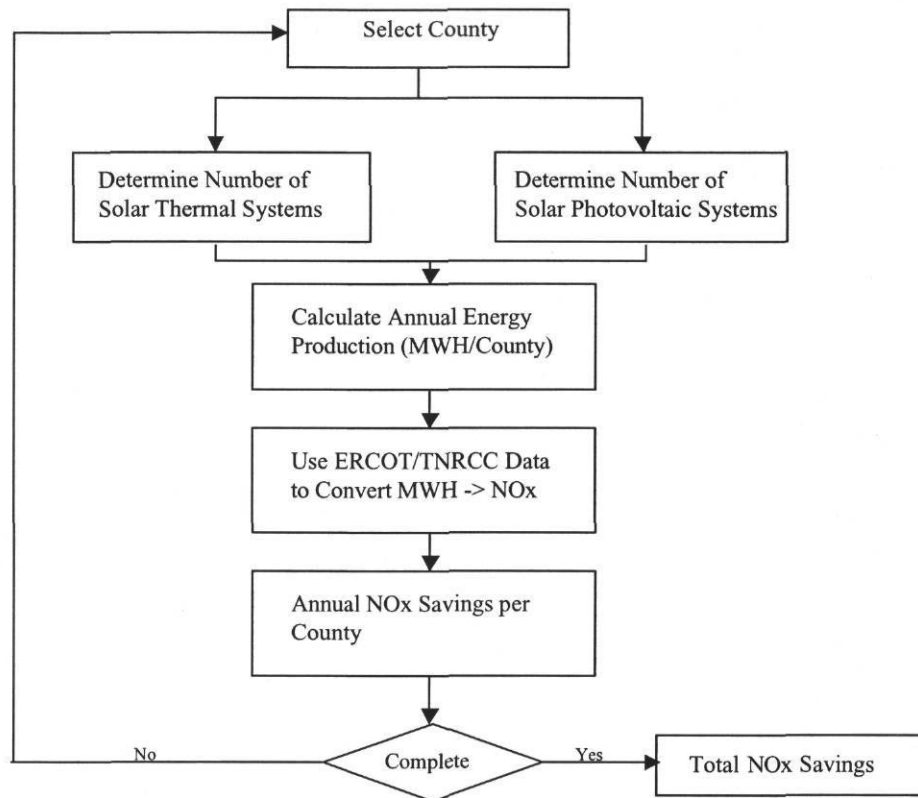 Select County
Determine Number of
Solar Thermal Systems
Determine Number of
Solar Photovoltaic Systems
Calculate Annual Energy
Production (MWH/County)
Use ERCOT/TNRCC Data
to Convert MWH -> NOx
Annual NOx Savings per
County
No
Complete
Yes
Total NOx Savings